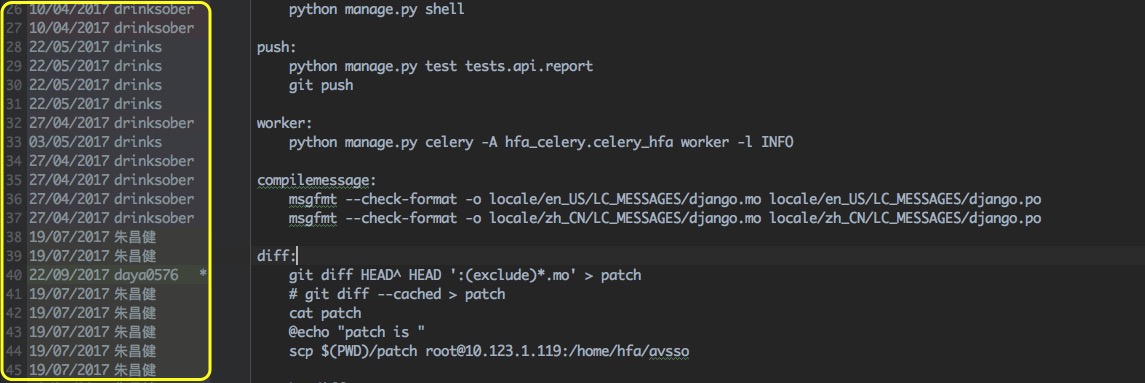 26 10/04/2017 drinksober python manage.py shell
27 10/04/2017 drinksober
28 22/05/2017 drinks push:
29 22/05/2017 drinks python manage.py test tests.api.report
30 22/05/2017 drinks git push
31 22/05/2017 drinks
32 27/04/2017 drinksober worker:
33 03/05/2017 drinks python manage.py celery -A hfa_celery.celery_hfa worker -l INFO
34 27/04/2017 drinksober
35 27/04/2017 drinksober compilemessage:
36 27/04/2017 drinksober msgfmt --check-format -o locale/en_US/LC_MESSAGES/django.mo locale/en_US/LC_MESSAGES/django.po
37 27/04/2017 drinksober msgfmt --check-format -o locale/zh_CN/LC_MESSAGES/django.mo locale/zh_CN/LC_MESSAGES/django.po
38 19/07/2017 朱昌健
39 19/07/2017 朱昌健 diff:
40 22/09/2017 daya0576 * git diff HEAD^ HEAD ':(exclude)*.mo' > patch
41 19/07/2017 朱昌健 # git diff --cached > patch
42 19/07/2017 朱昌健 cat patch
43 19/07/2017 朱昌健 @echo "patch is "
44 19/07/2017 朱昌健 scp $(PWD)/patch root@10.123.1.119:/home/hfa/avsso
45 19/07/2017 朱昌健